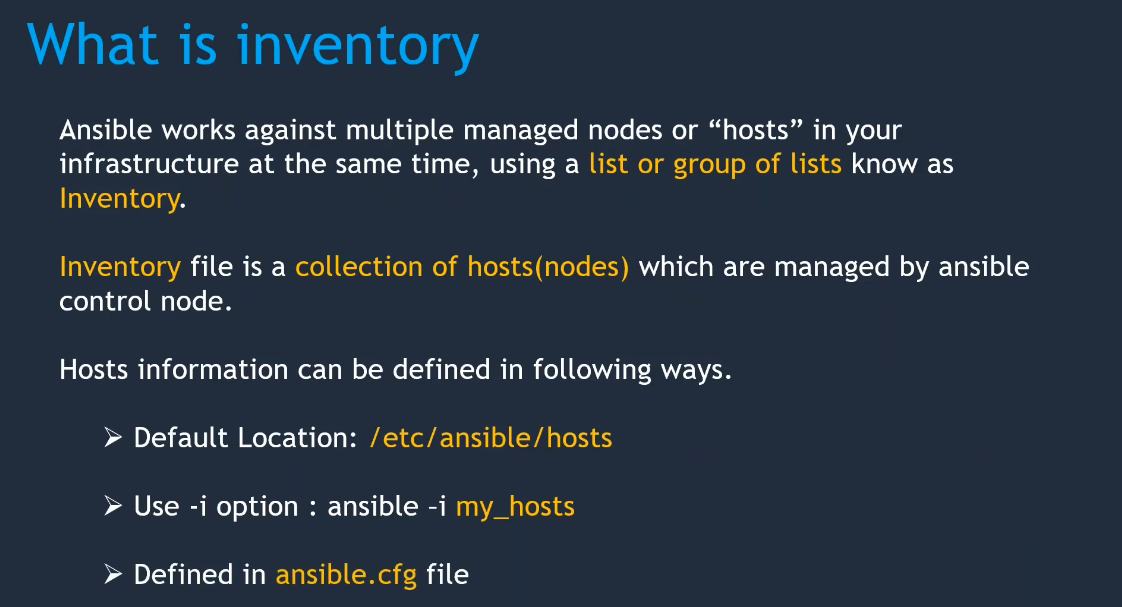 What is inventory
Ansible works against multiple managed nodes or “hosts” in your
infrastructure at the same time, using a list or group of lists know as
Inventory.
Inventory file is a collection of hosts(nodes) which are managed by ansible
control node.
Hosts information can be defined in following ways.
➢ Default Location: /etc/ansible/hosts
➢ Use -i option : ansible –i my_hosts
➢ Defined in ansible.cfg file